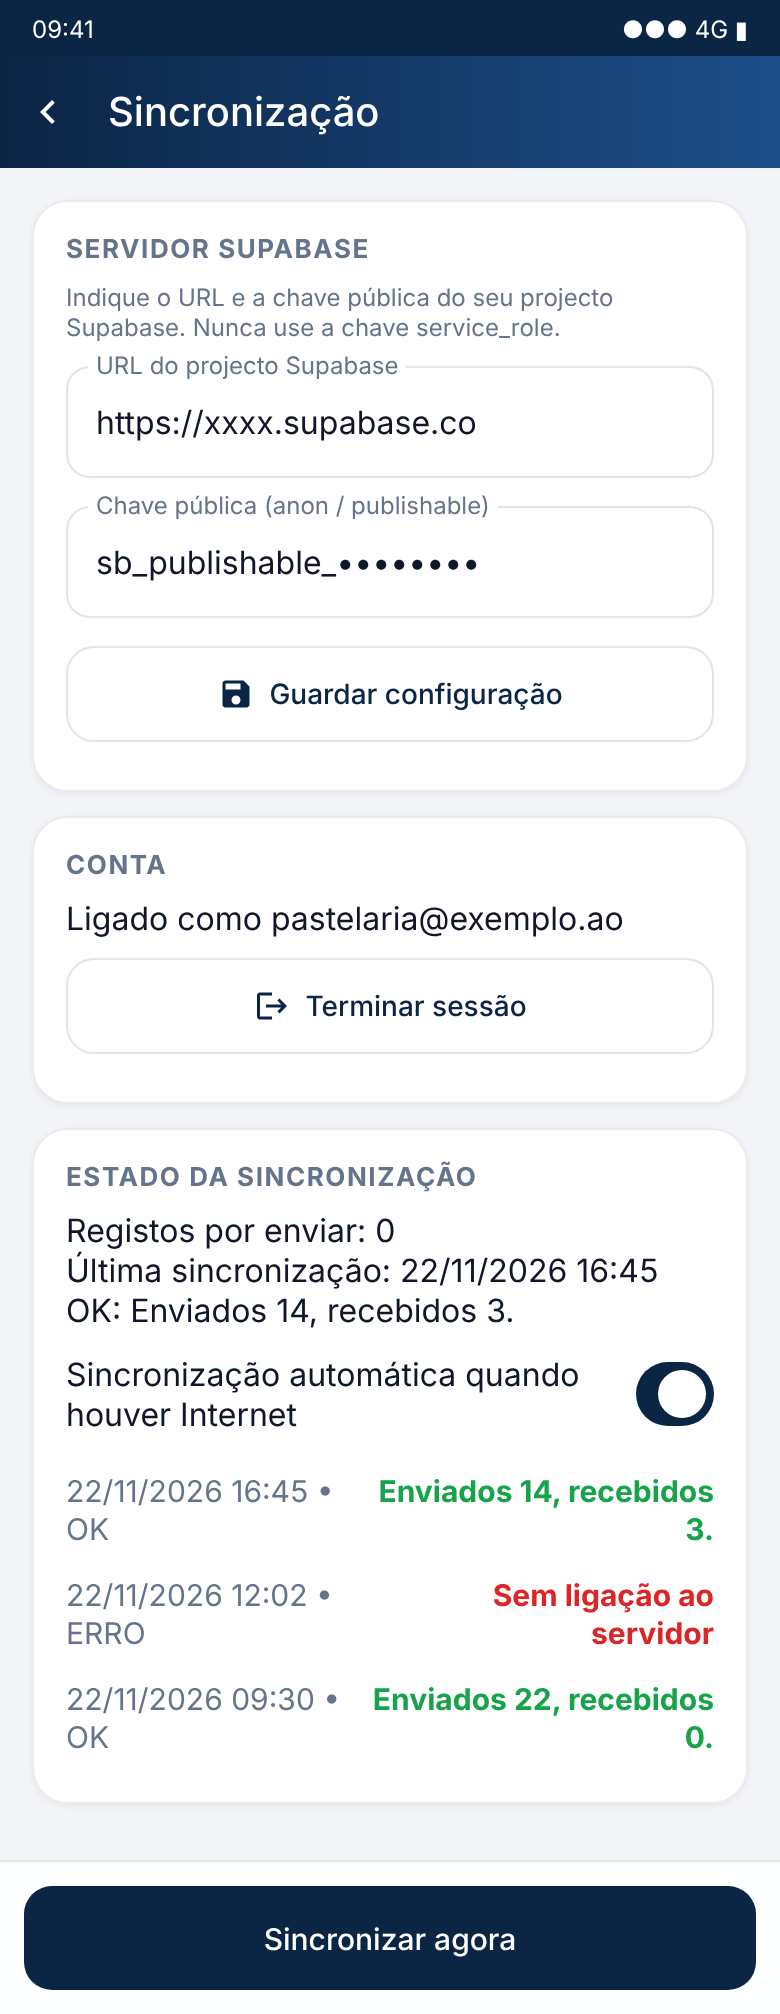 09:41
4G
Sincronização
SERVIDOR SUPABASE
Indique o URL e a chave pública do seu projecto
Supabase. Nunca use a chave service_role.
URL do projecto Supabase
https://xxxx.supabase.co
Chave pública (anon / publishable)
sb_publishable_••••••••
Guardar configuração
CONTA
Ligado como pastelaria@exemplo.ao
Terminar sessão
ESTADO DA SINCRONIZAÇÃO
Registos por enviar: 0
Última sincronização: 22/11/2026 16:45
OK: Enviados 14, recebidos 3.
Sincronização automática quando
houver Internet
22/11/2026 16:45 •
OK
Enviados 14, recebidos
3.
22/11/2026 12:02 •
ERRO
Sem ligação ao
servidor
22/11/2026 09:30 •
OK
Enviados 22, recebidos
0.
Sincronizar agora